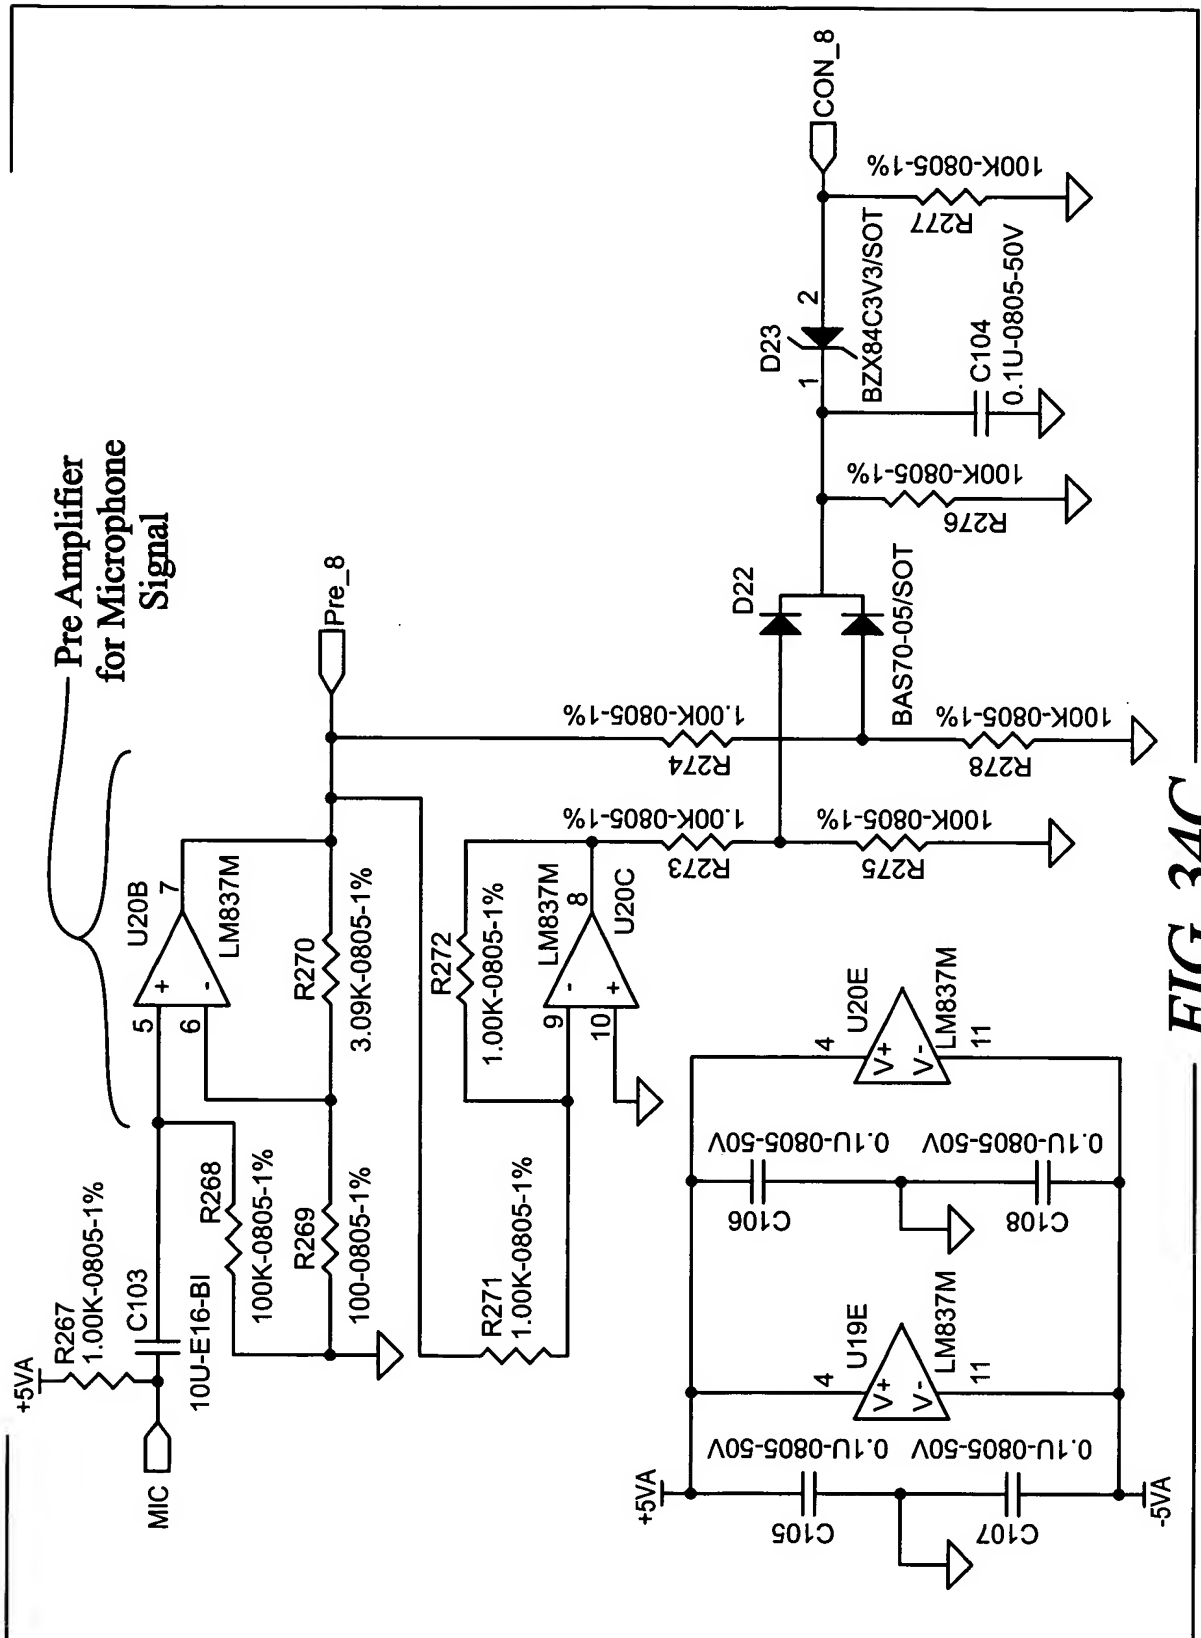 Pre Amplifier
for Microphone
Signal
+5VA
R267
1.00K-0805-1%
MIC
C103
10U-E16-BI
R268
100K-0805-1%
R269
100-0805-1%
5
6
+
-
U20B
7
LM837M
R270
3.09K-0805-1%
Pre_8
R271
1.00K-0805-1%
R272
1.00K-0805-1%
9
10
-
+
LM837M
8
U20C
R273
1.00K-0805-1%
R274
1.00K-0805-1%
R275
100K-0805-1%
R278
100K-0805-1%
D22
BAS70-05/SOT
R276
100K-0805-1%
D23
1
2
BZX84C3V3/SOT
C104
0.1U-0805-50V
R277
100K-0805-1%
CON_8
+5VA
C105
0.1U-0805-50V
C107
0.1U-0805-50V
-5VA
4
U19E
V+
V-
LM837M
11
C106
0.1U-0805-50V
C108
0.1U-0805-50V
4
U20E
V+
V-
LM837M
11
FIG. 34C